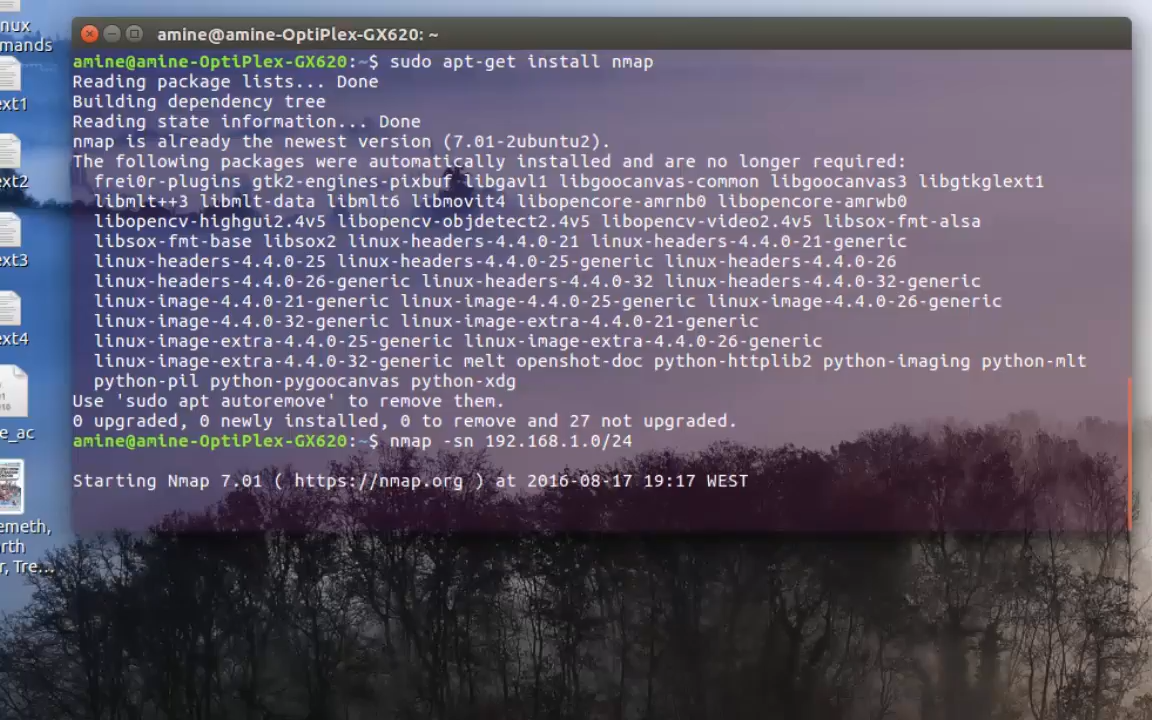 amine@amine-OptiPlex-GX620: ~
amine@amine-OptiPlex-GX620:~$ sudo apt-get install nmap
Reading package lists... Done
Building dependency tree
Reading state information... Done
nmap is already the newest version (7.01-2ubuntu2).
The following packages were automatically installed and are no longer required:
  frei0r-plugins gtk2-engines-pixbuf libgavl1 libgoocanvas-common libgoocanvas3 libgtkglext1
  libmlt++3 libmlt-data libmlt6 libmovit4 libopencore-amrnb0 libopencore-amrwb0
  libopencv-highgui2.4v5 libopencv-objdetect2.4v5 libopencv-video2.4v5 libsox-fmt-alsa
  libsox-fmt-base libsox2 linux-headers-4.4.0-21 linux-headers-4.4.0-21-generic
  linux-headers-4.4.0-25 linux-headers-4.4.0-25-generic linux-headers-4.4.0-26
  linux-headers-4.4.0-26-generic linux-headers-4.4.0-32 linux-headers-4.4.0-32-generic
  linux-image-4.4.0-21-generic linux-image-4.4.0-25-generic linux-image-4.4.0-26-generic
  linux-image-4.4.0-32-generic linux-image-extra-4.4.0-21-generic
  linux-image-extra-4.4.0-25-generic linux-image-extra-4.4.0-26-generic
  linux-image-extra-4.4.0-32-generic melt openshot-doc python-httplib2 python-imaging python-mlt
  python-pil python-pygoocanvas python-xdg
Use 'sudo apt autoremove' to remove them.
0 upgraded, 0 newly installed, 0 to remove and 27 not upgraded.
amine@amine-OptiPlex-GX620:~$ nmap -sn 192.168.1.0/24
Starting Nmap 7.01 ( https://nmap.org ) at 2016-08-17 19:17 WEST
nux
mands
ext1
ext2
ext3
ext4
e_ac
emeth,
rth
r, Tre...